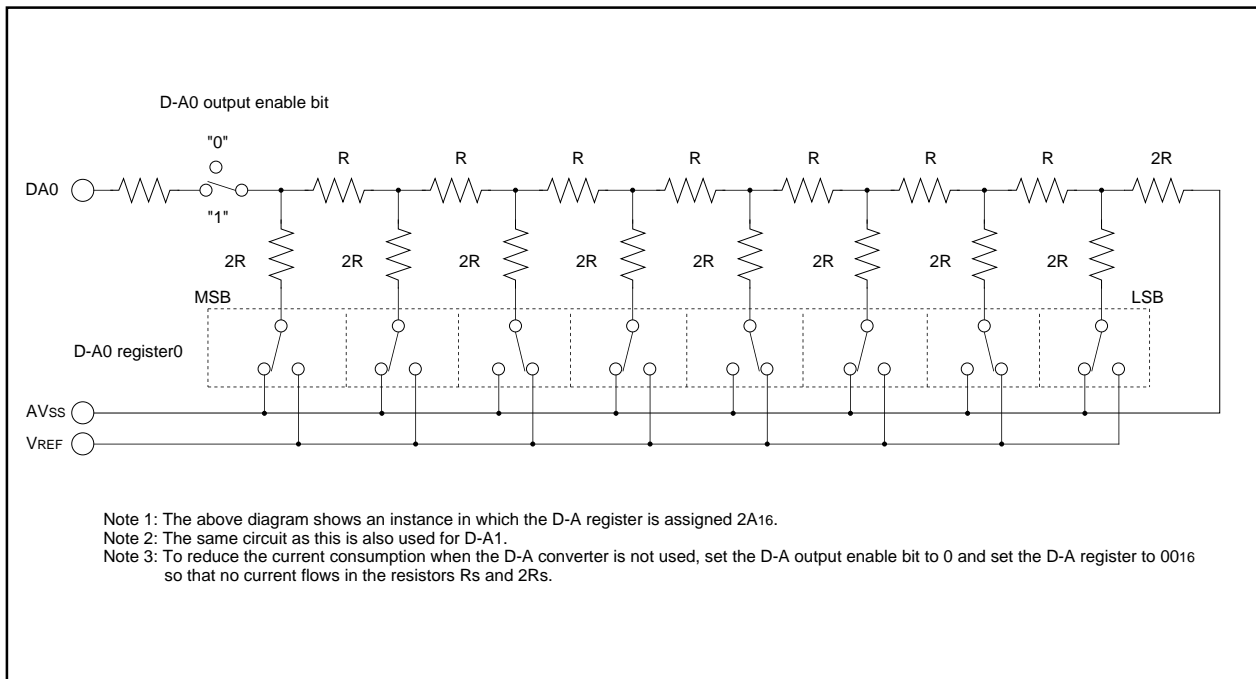 D-A0 output enable bit
"0"
R R R R R R R 2R
DA0
"1"
2R 2R 2R 2R 2R 2R 2R 2R
MSB LSB
D-A0 register0
AVSS
VREF
Note 1: The above diagram shows an instance in which the D-A register is assigned 2A16.
Note 2: The same circuit as this is also used for D-A1.
Note 3: To reduce the current consumption when the D-A converter is not used, set the D-A output enable bit to 0 and set the D-A register to 0016
so that no current flows in the resistors Rs and 2Rs.